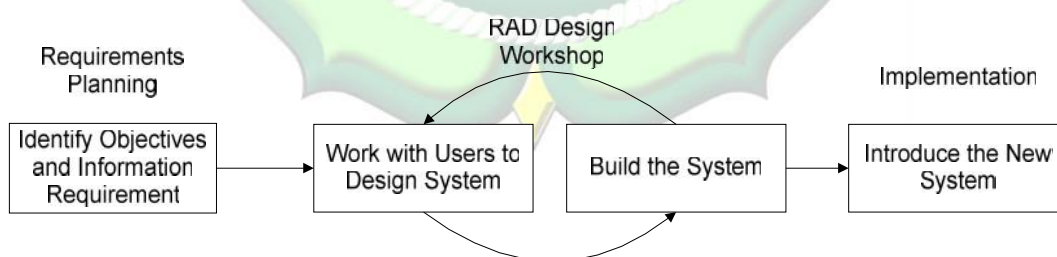 Requirements
Planning
RAD Design
Workshop
Implementation
Identify Objectives
and Information
Requirement
Work with Users to
Design System
Build the System
Introduce the New
System